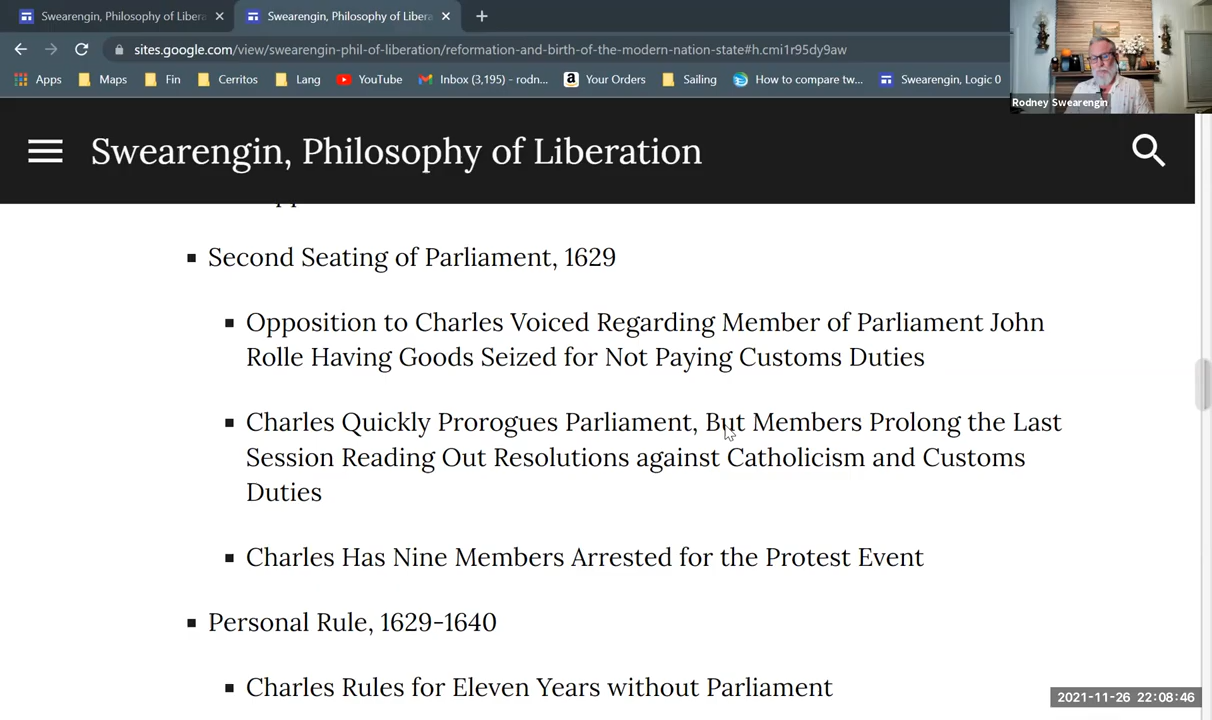 Swearengin, Philosophy of Libera
Swearengin, Philosophy of Libera
sites.google.com/view/swearengin-phil-of-liberation/reformation-and-birth-of-the-modern-nation-state#h.cmi1r95dy9aw
Apps Maps Fin Cerritos Lang YouTube Inbox (3,195) - rodn... Your Orders Sailing How to compare tw... Swearengin, Logic 0
Rodney Swearengin
Swearengin, Philosophy of Liberation
Second Seating of Parliament, 1629
Opposition to Charles Voiced Regarding Member of Parliament John
Rolle Having Goods Seized for Not Paying Customs Duties
Charles Quickly Prorogues Parliament, But Members Prolong the Last
Session Reading Out Resolutions against Catholicism and Customs
Duties
Charles Has Nine Members Arrested for the Protest Event
Personal Rule, 1629-1640
Charles Rules for Eleven Years without Parliament
2021-11-26 22:08:46